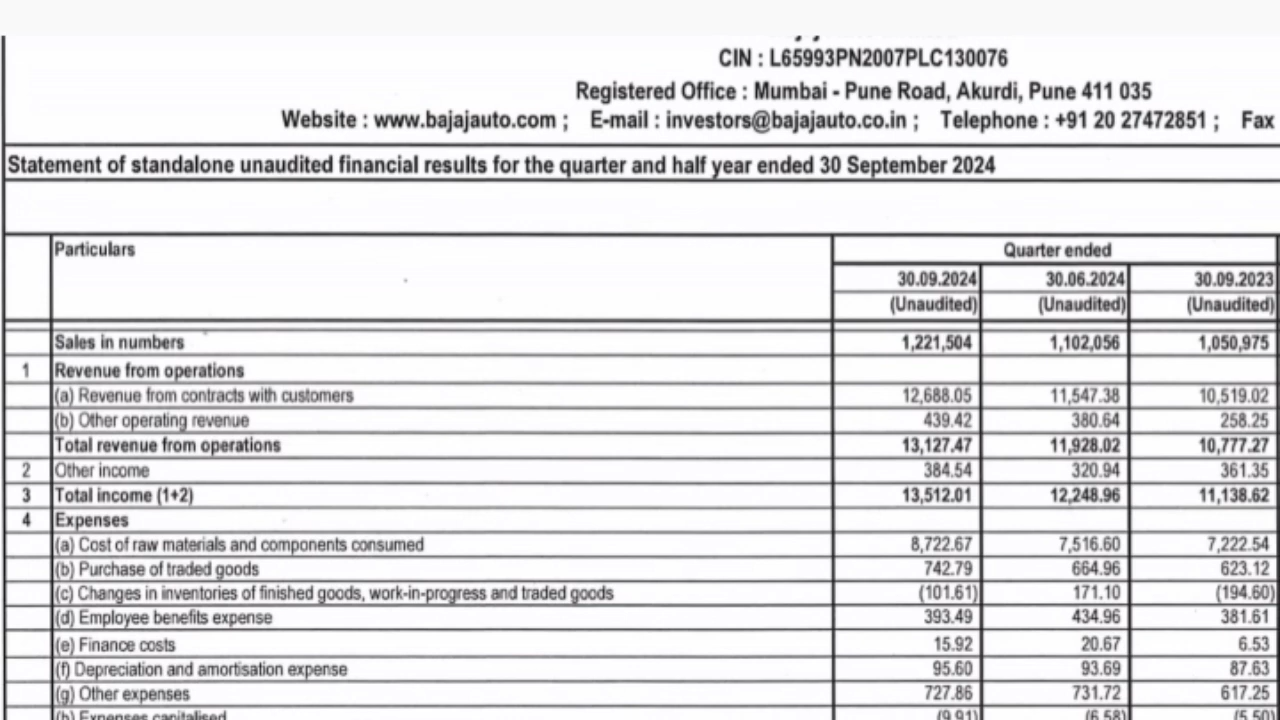 CIN : L65993PN2007PLC130076
Registered Office : Mumbai - Pune Road, Akurdi, Pune 411 035
Website : www.bajajauto.com ; E-mail : investors@bajajauto.co.in ; Telephone : +91 20 27472851 ; Fax
Statement of standalone unaudited financial results for the quarter and half year ended 30 September 2024
Particulars Quarter ended
30.09.2024 30.06.2024 30.09.2023
(Unaudited) (Unaudited) (Unaudited)
Sales in numbers 1,221,504 1,102,056 1,050,975
1 Revenue from operations
(a) Revenue from contracts with customers 12,688.05 11,547.38 10,519.02
(b) Other operating revenue 439.42 380.64 258.25
Total revenue from operations 13,127.47 11,928.02 10,777.27
2 Other income 384.54 320.94 361.35
3 Total income (1+2) 13,512.01 12,248.96 11,138.62
4 Expenses
(a) Cost of raw materials and components consumed 8,722.67 7,516.60 7,222.54
(b) Purchase of traded goods 742.79 664.96 623.12
(c) Changes in inventories of finished goods, work-in-progress and traded goods (101.61) 171.10 (194.60)
(d) Employee benefits expense 393.49 434.96 381.61
(e) Finance costs 15.92 20.67 6.53
(f) Depreciation and amortisation expense 95.60 93.69 87.63
(g) Other expenses 727.86 731.72 617.25
(h) Expenses capitalised (9.91) (6.58) (5.50)